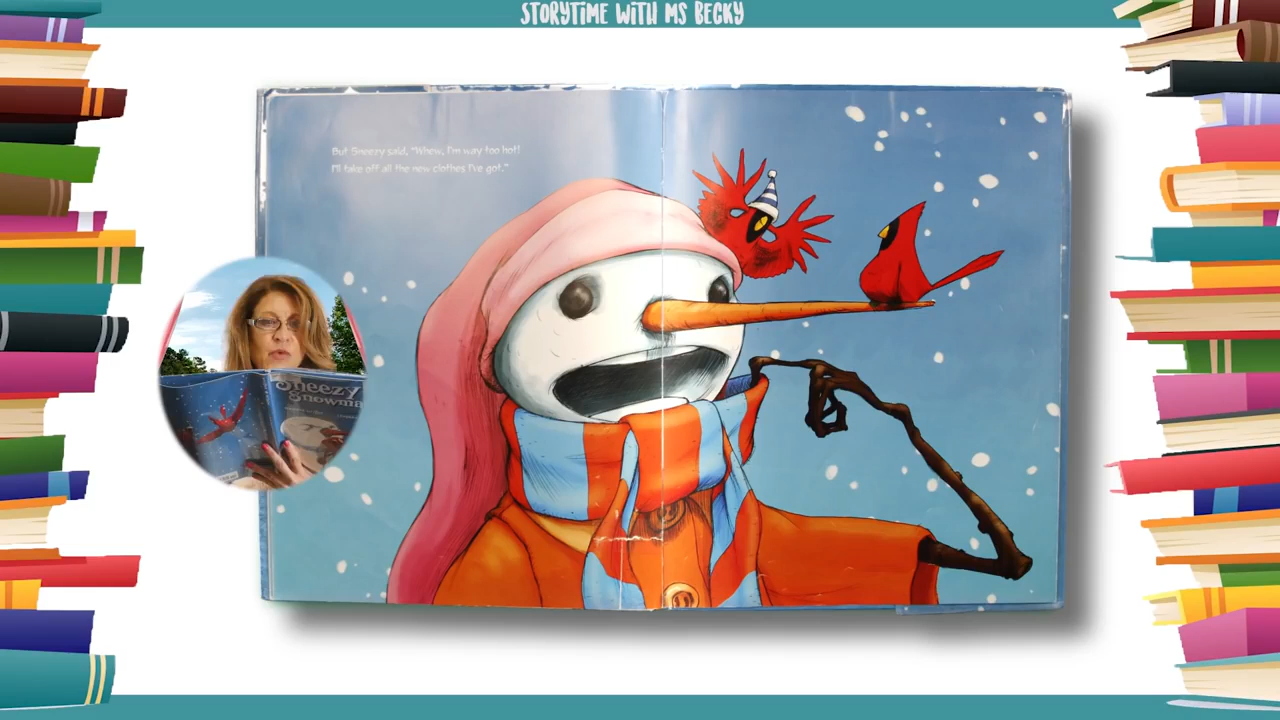 STORYTIME WITH MS BECKY
But Sneezy said, "Whew, I'm way too hot!
I'll take off all the new clothes I've got."
Sneezy
Snowma